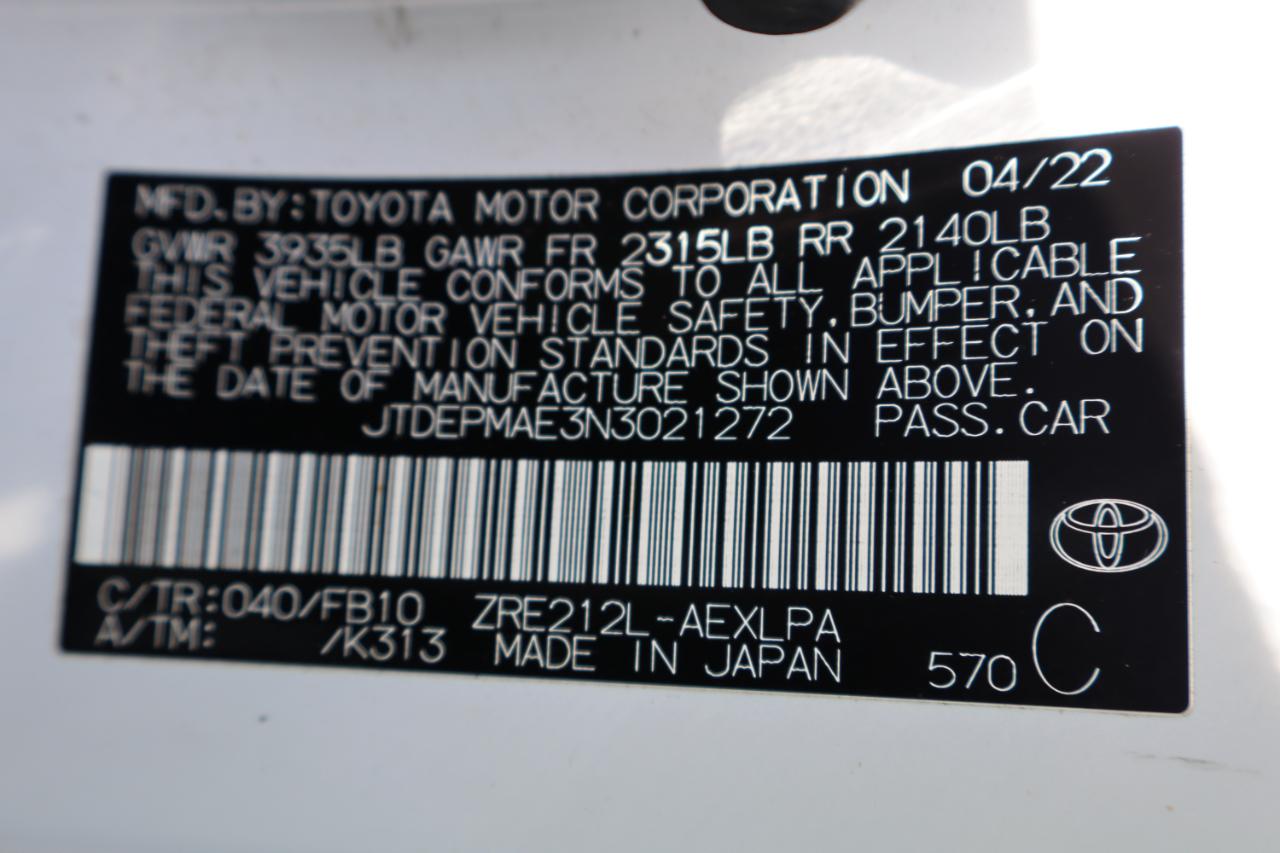 MFD.BY:TOYOTA MOTOR CORPORATION 04/22
GVWR 3935LB GAWR FR 2315LB RR 2140LB
THIS VEHICLE CONFORMS TO ALL APPLICABLE
FEDERAL MOTOR VEHICLE SAFETY,BUMPER,AND
THEFT PREVENTION STANDARDS IN EFFECT ON
THE DATE OF MANUFACTURE SHOWN ABOVE.
JTDEPMAE3N3021272 PASS.CAR
C/TR:040/FB10 ZRE212L-AEXLPA
A/TM: /K313 MADE IN JAPAN 570 C